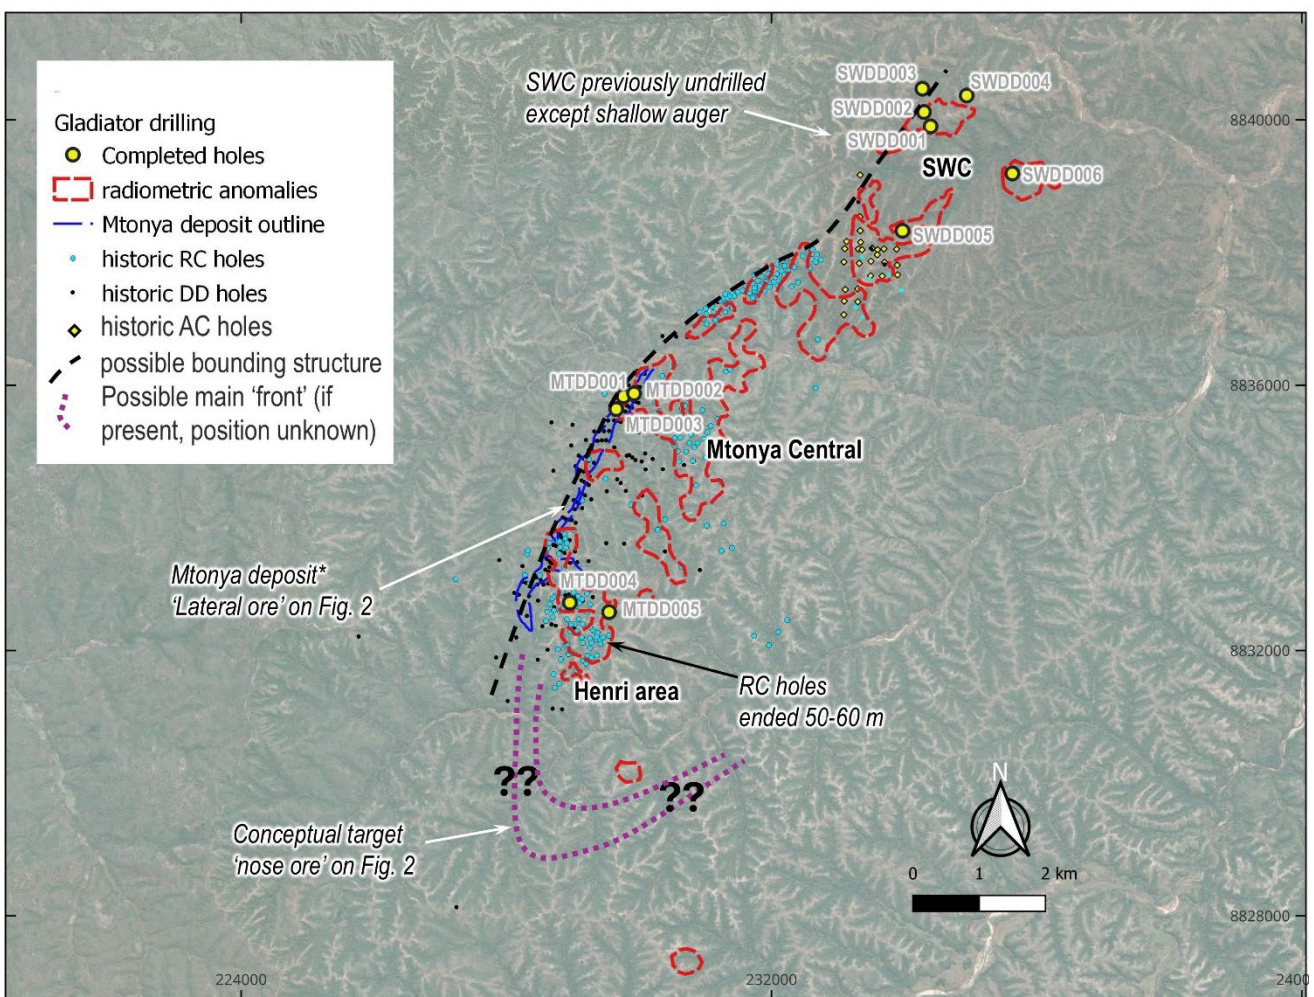 Gladiator drilling
Completed holes
radiometric anomalies
Mtonya deposit outline
historic RC holes
historic DD holes
historic AC holes
possible bounding structure
Possible main ‘front’ (if
present, position unknown)
SWC previously undrilled
except shallow auger
SWDD003
SWDD004
SWDD002
SWDD001
SWC
SWDD006
SWDD005
8840000
MTDD001
MTDD002
MTDD003
8836000
Mtonya Central
Mtonya deposit*
‘Lateral ore’ on Fig. 2
MTDD004
MTDD005
8832000
Henri area
RC holes
ended 50-60 m
??
??
Conceptual target
‘nose ore’ on Fig. 2
N
0 1 2 km
8828000
224000
232000
2400